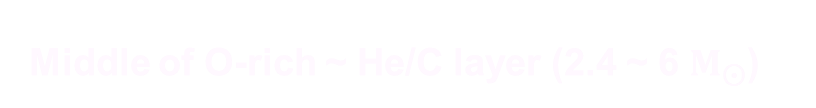 Middle of O-rich ~ He/C layer (2.4 ~ 6 M☉)